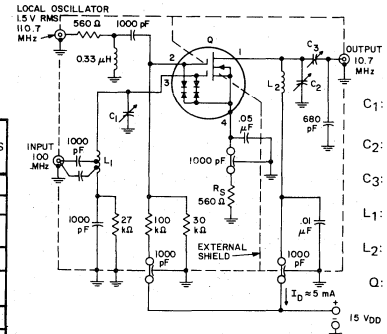 LOCAL OSCILLATOR
1.5 V RMS
110.7
MHz
560 Ω
1000 pF
0.33 μH
Q
2
3
1
4
C₁
INPUT
100
MHz
1000
pF
L₁
1000
pF
27
kΩ
100
kΩ
30
kΩ
1000
pF
.05
μF
1000 pF
RS
560 Ω
EXTERNAL
SHIELD
L₂
C₃
C₂
OUTPUT
10.7
MHz
680
pF
.01
μF
1000
pF
ID ≈ 5 mA
+
-
15 VDD
S
C₁:
C₂:
C₃:
L₁:
L₂:
Q: